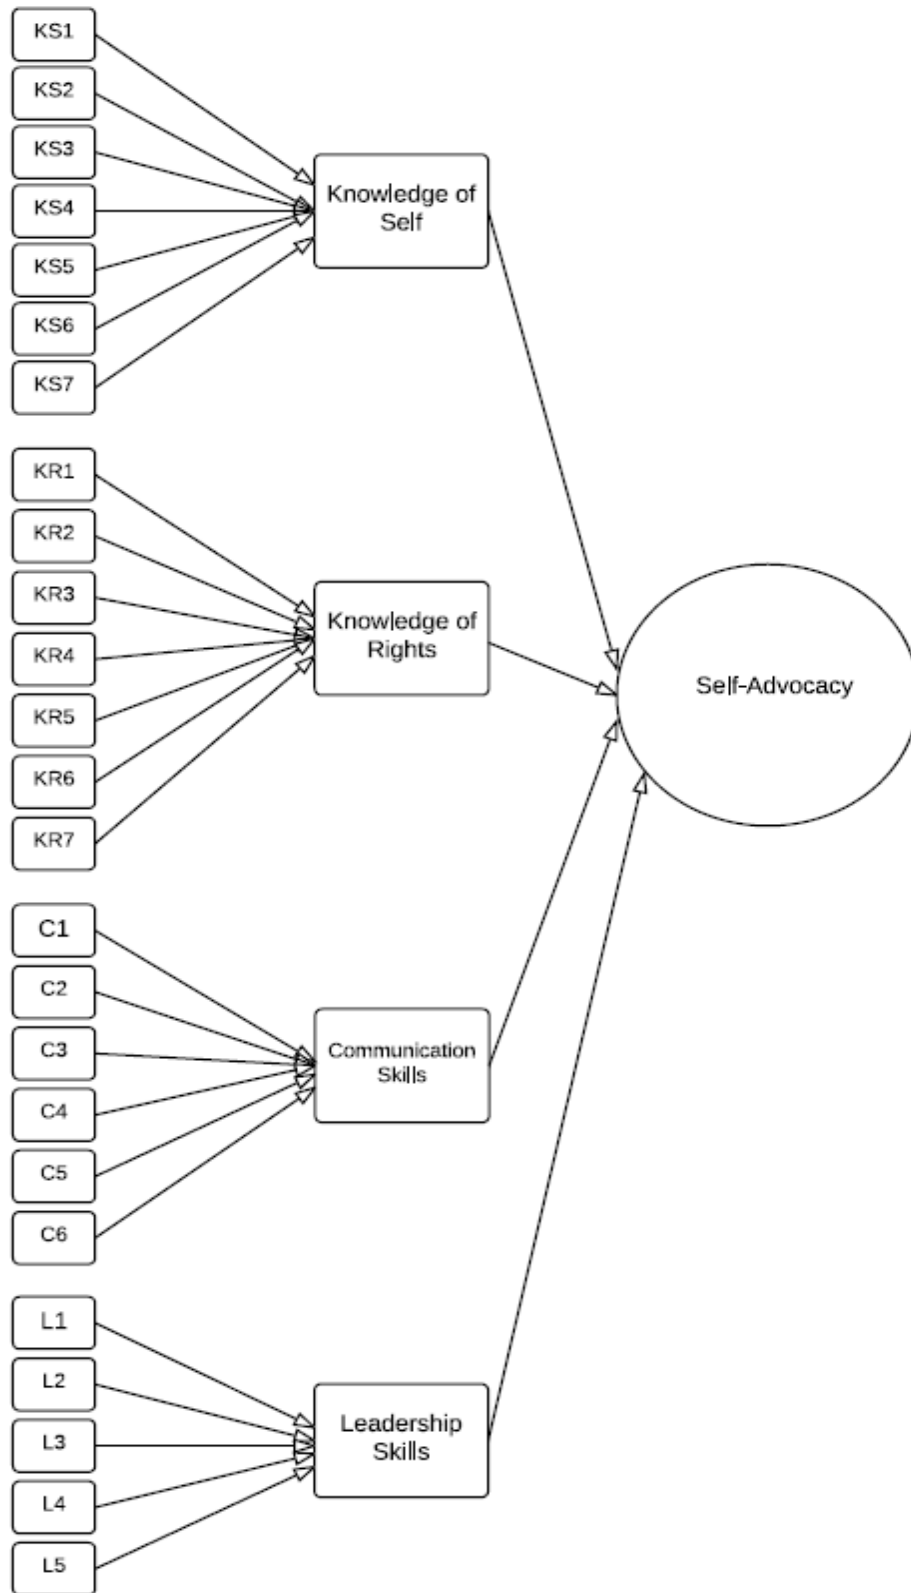 KS1
KS2
KS3
KS4
KS5
KS6
KS7
Knowledge of
Self
KR1
KR2
KR3
KR4
KR5
KR6
KR7
Knowledge of
Rights
Self-Advocacy
C1
C2
C3
C4
C5
C6
Communication
Skills
L1
L2
L3
L4
L5
Leadership
Skills